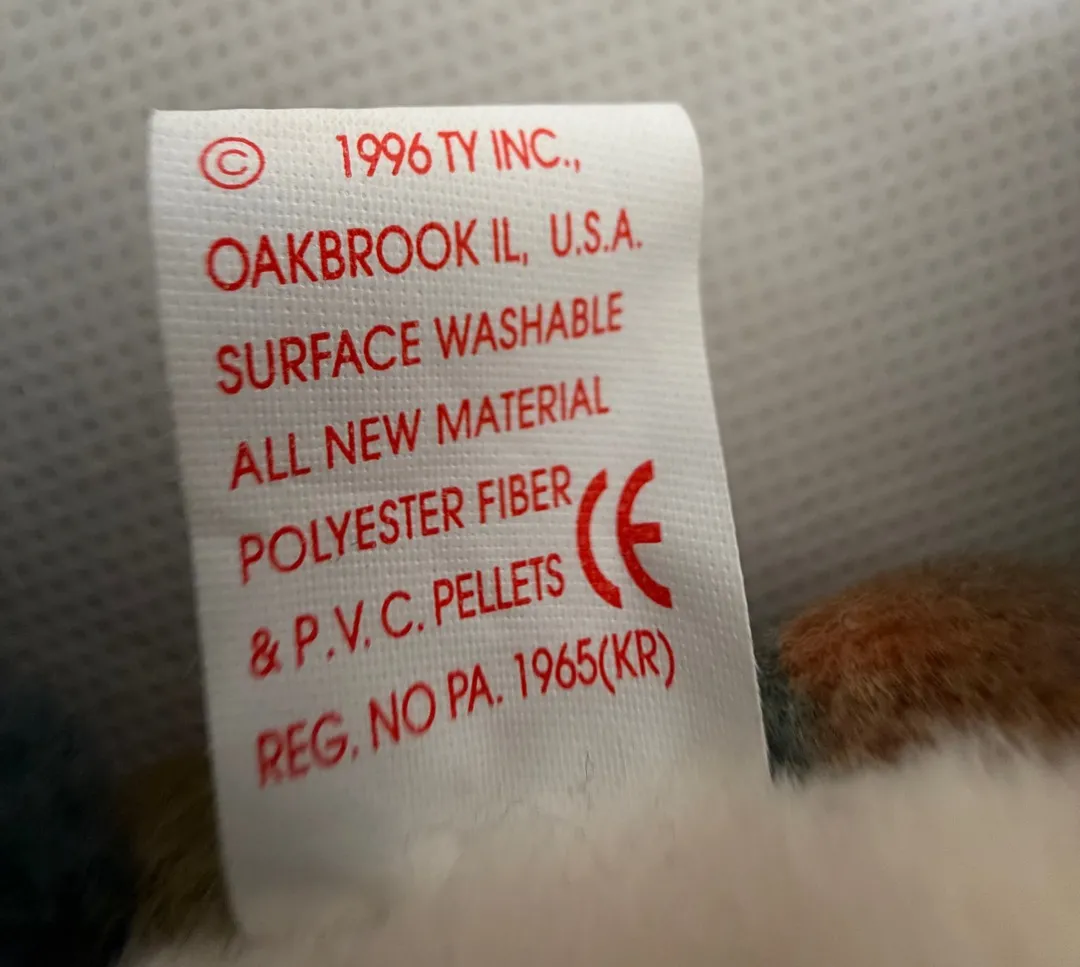 © 1996 TY INC.,
OAKBROOK IL, U.S.A.
SURFACE WASHABLE
ALL NEW MATERIAL
POLYESTER FIBER
& P.V.C. PELLETS CE
REG. NO PA. 1965(KR)